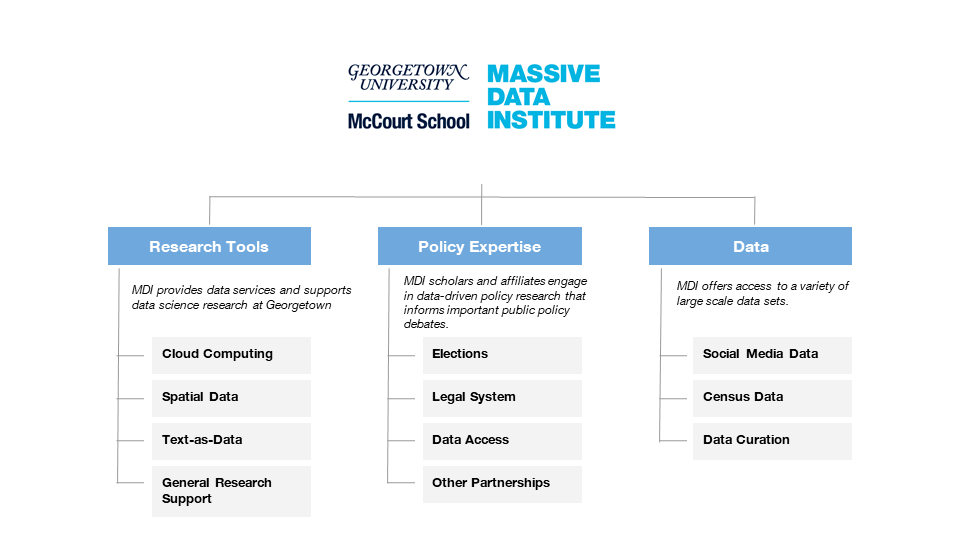 GEORGETOWN
UNIVERSITY
McCourt School
MASSIVE
DATA
INSTITUTE
Research Tools
MDI provides data services and supports
data science research at Georgetown
Cloud Computing
Spatial Data
Text-as-Data
General Research
Support
Policy Expertise
MDI scholars and affiliates engage
in data-driven policy research that
informs important public policy
debates.
Elections
Legal System
Data Access
Other Partnerships
Data
MDI offers access to a variety of
large scale data sets.
Social Media Data
Census Data
Data Curation